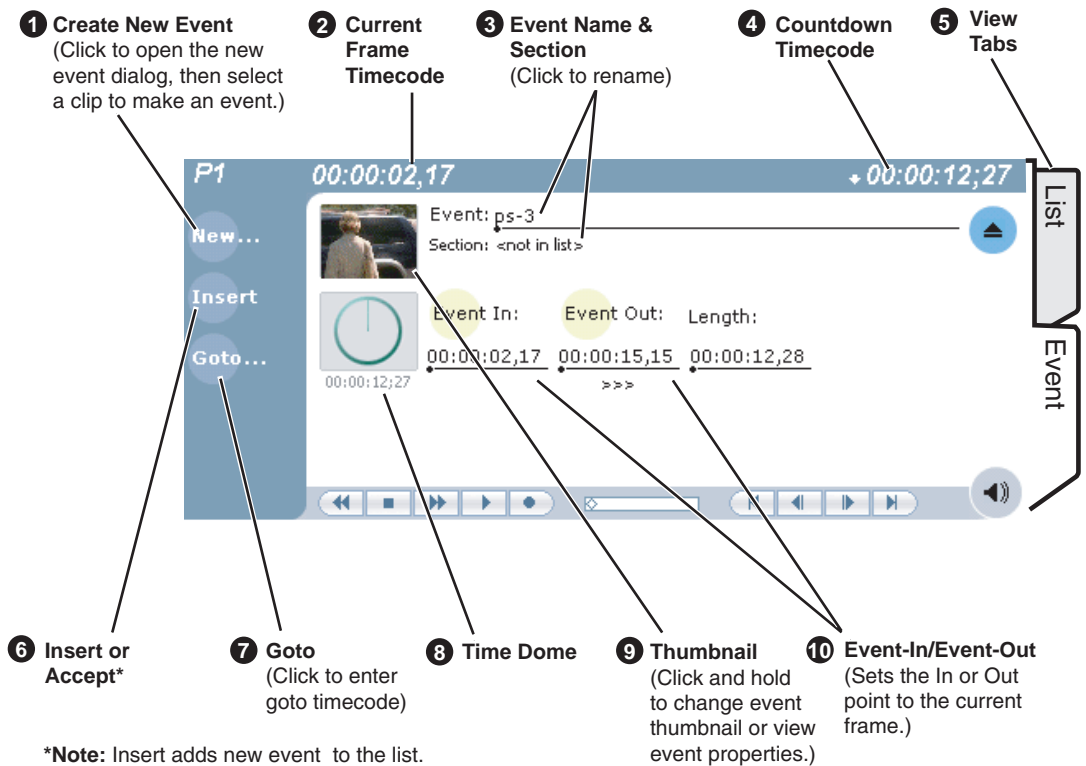 1 Create New Event
(Click to open the new
event dialog, then select
a clip to make an event.)
2 Current
Frame
Timecode
3 Event Name &
Section
(Click to rename)
4 Countdown
Timecode
5 View
Tabs
P1
00:00:02,17
00:00:12;27
List
Event
New...
Insert
Goto...
Event: ps-3
Section: <not in list>
Event In:
Event Out:
Length:
00:00:02,17
00:00:15,15
00:00:12,28
00:00:12;27
>>>
6 Insert or
Accept*
7 Goto
(Click to enter
goto timecode)
8 Time Dome
9 Thumbnail
(Click and hold
to change event
thumbnail or view
event properties.)
10 Event-In/Event-Out
(Sets the In or Out
point to the current
frame.)
*Note: Insert adds new event to the list.